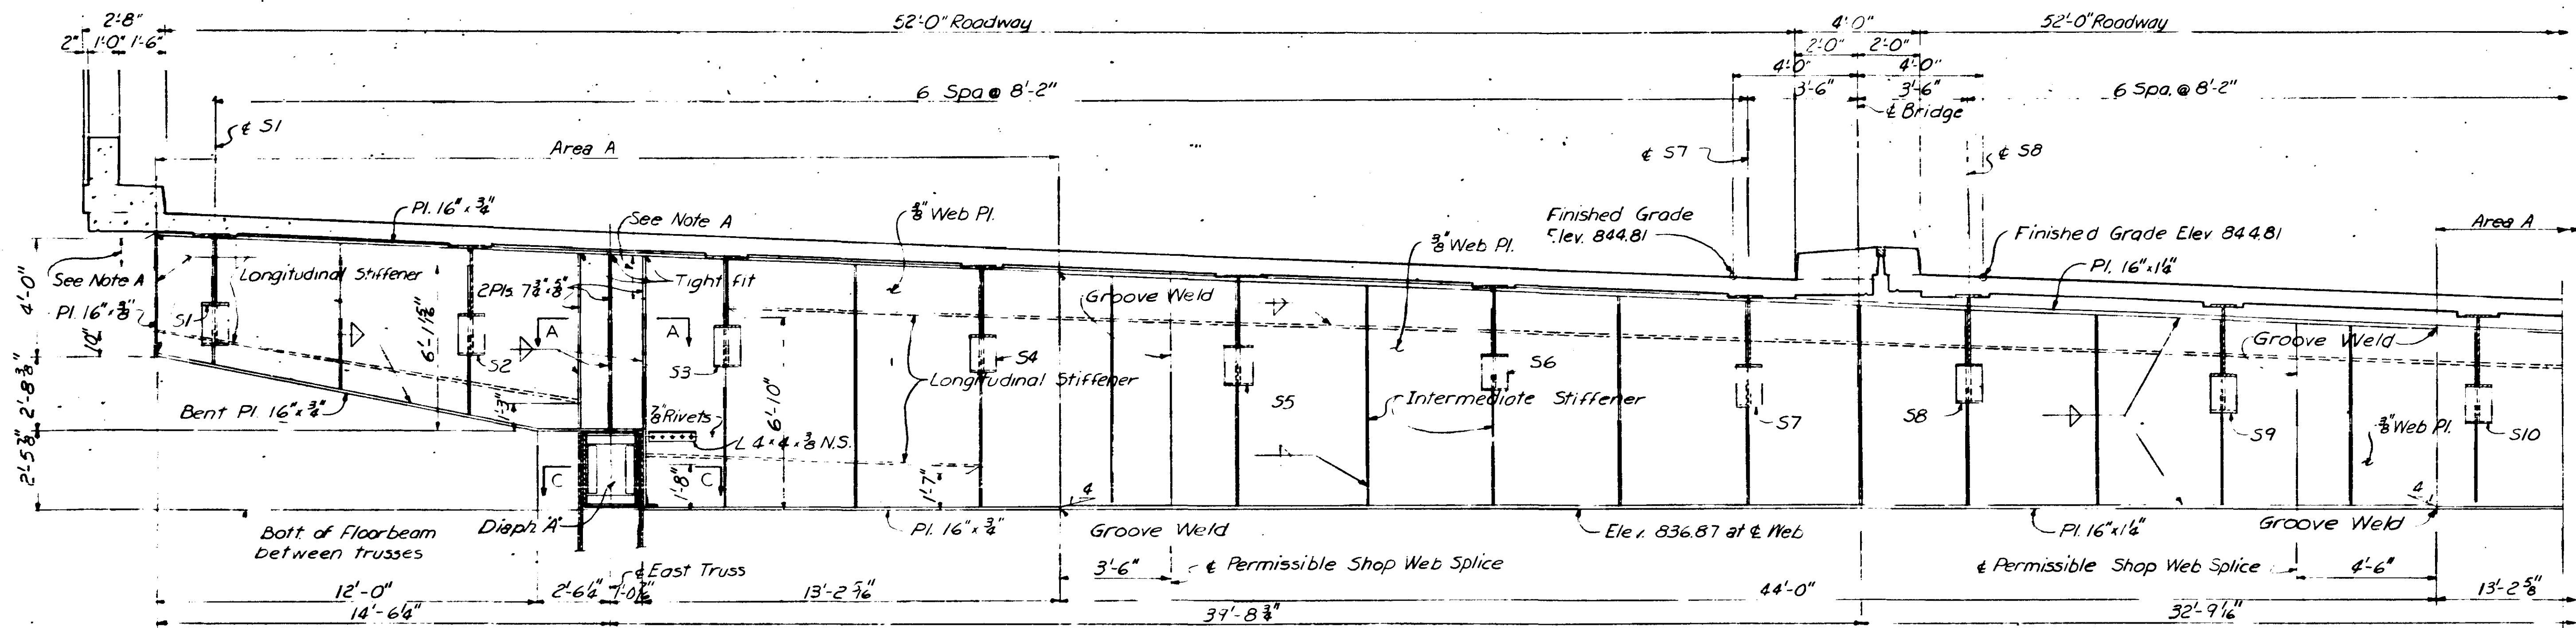 2'-8"
52'-0" Roadway
4'-0"
52'-0" Roadway
2" 1'-0" 1'-6"
2'-0" 2'-0"
4'-0" 4'-0"
6 Spa @ 8'-2"
3'-6" 3'-6"
6 Spa. @ 8'-2"
℄ Bridge
℄ S1
Area A
℄ S7
℄ S8
Pl. 16" x 3/4"
See Note A
3/8" Web Pl.
Finished Grade
Elev. 844.81
3/8" Web Pl.
Finished Grade Elev 844.81
Area A
Pl. 16" x 1 1/4"
See Note A
Longitudinal Stiffener
2 Pls. 7 3/4" x 5/8"
Tight fit
Groove Weld
Groove Weld
4'-0"
Pl. 16" x 3/8"
S1
10"
A A
6'-1 15/16"
S2
S3
S4
S5
S6
S7
S8
S9
S10
6'-10"
Longitudinal Stiffener
Intermediate Stiffener
3/8" Web Pl.
2'-8 3/8"
Bent Pl. 16" x 3/4"
1'-3"
7/8" Rivets
L 4 x 4 x 3/8 N.S.
2'-5 7/8"
C C
1'-8"
1'-7"
4
4
Bott. of Floorbeam
between trusses
Diaph "A"
Pl. 16" x 3/4"
Groove Weld
Elev. 836.87 at ℄ Web
Pl. 16" x 1 1/4"
Groove Weld
℄ East Truss
3'-6"
℄ Permissible Shop Web Splice
℄ Permissible Shop Web Splice
4'-6"
12'-0"
2'-6 1/4"
13'-2 5/16"
44'-0"
13'-2 5/8"
14'-6 1/4"
39'-8 3/4"
32'-9 1/16"